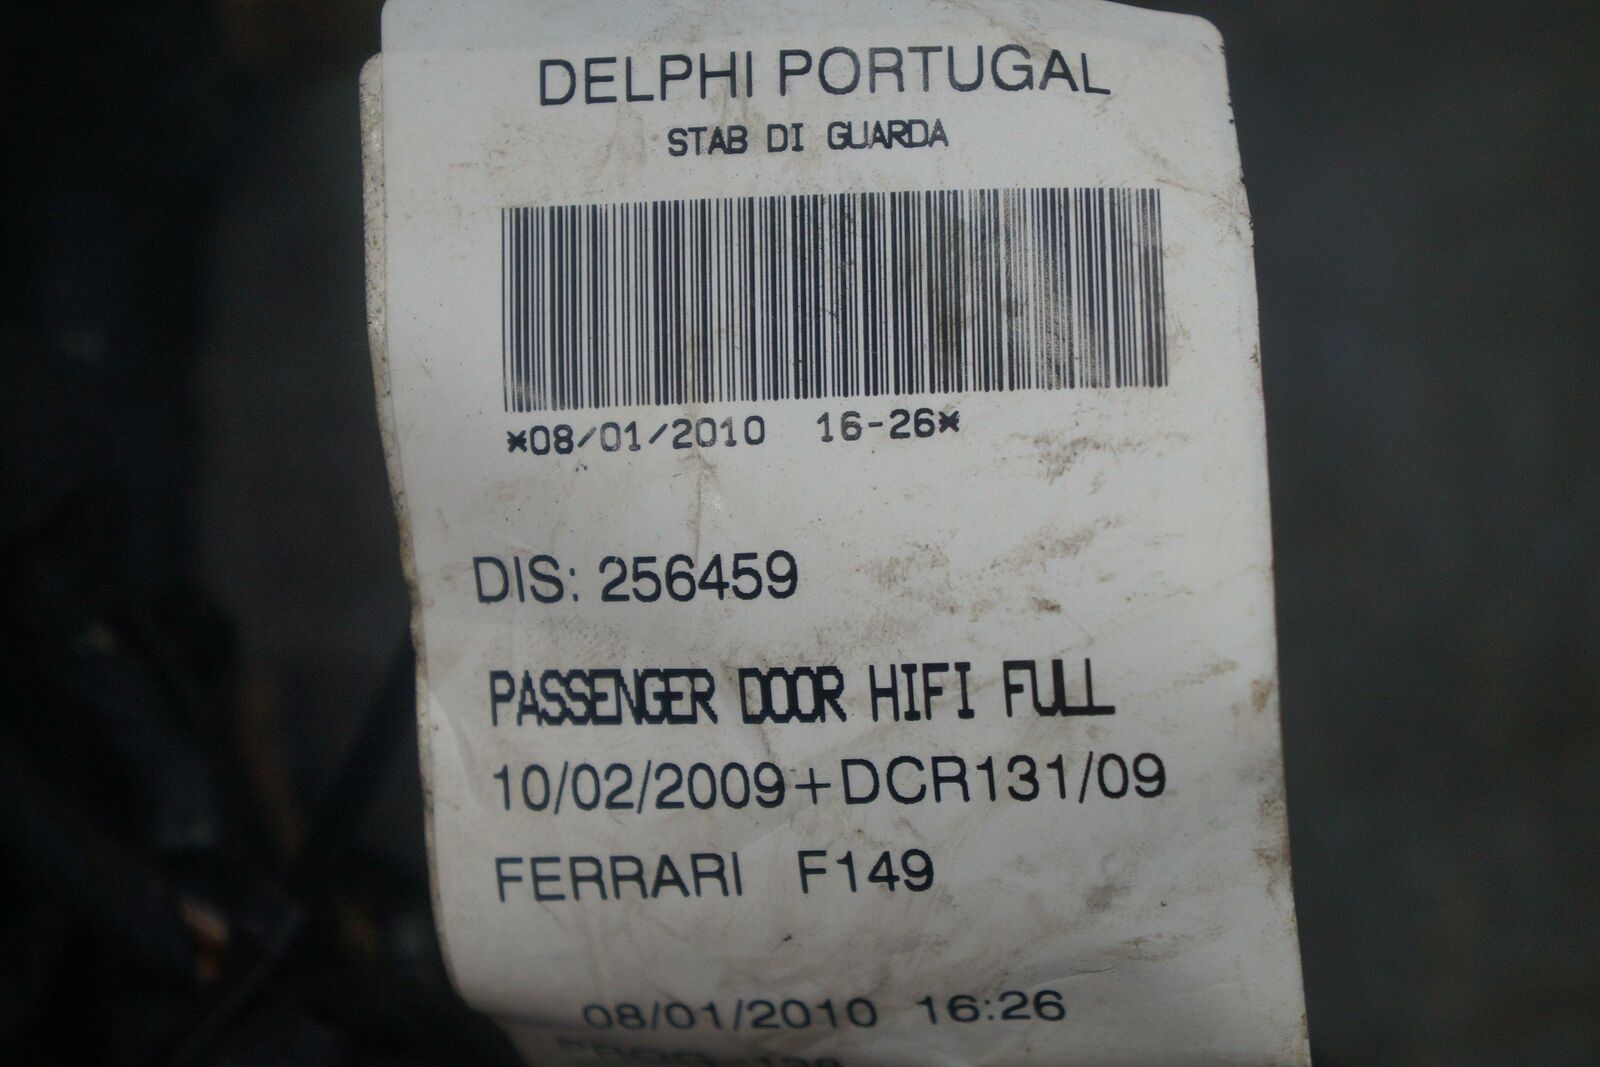 DELPHI PORTUGAL
STAB DI GUARDA
*08/01/2010 16-26*
DIS: 256459
PASSENGER DOOR HIFI FULL
10/02/2009+DCR131/09
FERRARI F149
08/01/2010 16:26